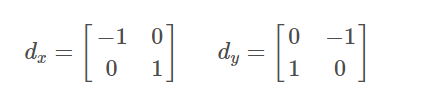 d_x = [ -1 0 ; 0 1 ] d_y = [ 0 -1 ; 1 0 ]